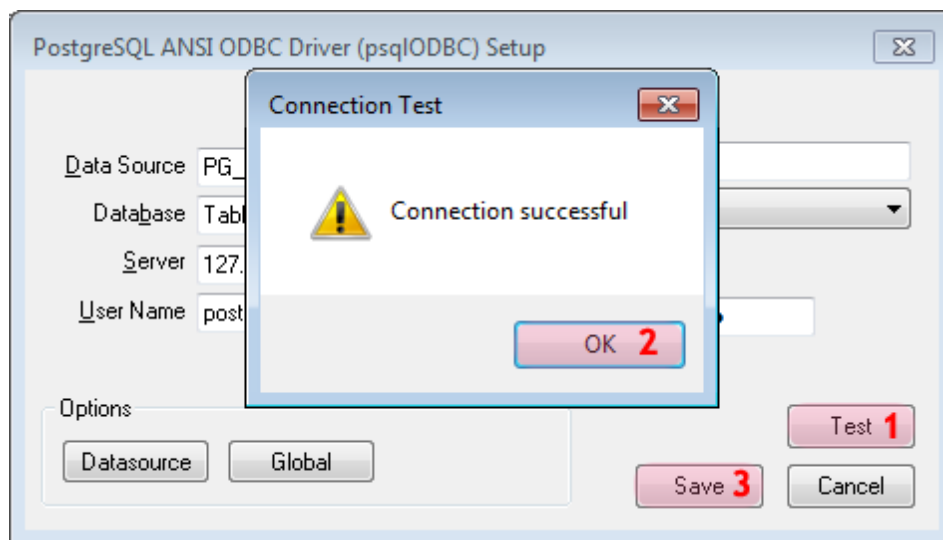 PostgreSQL ANSI ODBC Driver (psqlODBC) Setup
Connection Test
Connection successful
OK 2
Data Source PG_
Database Tabl
Server 127.
User Name post
Options
Datasource
Global
Test 1
Save 3
Cancel